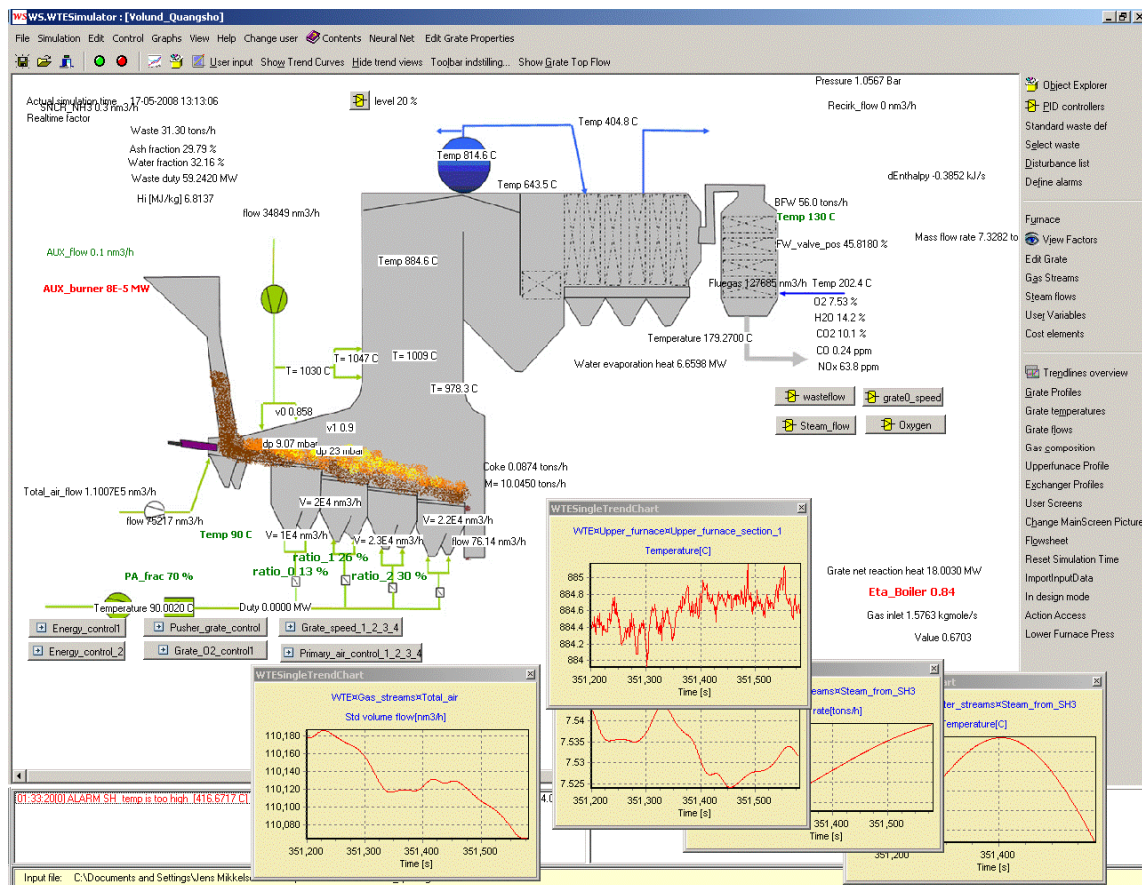 WS.WTESimulator : [Volund_Quangsho]
File Simulation Edit Control Graphs View Help Change user Contents Neural Net Edit Grate Properties
User input Show Trend Curves Hide trend views Toolbar indstilling... Show Grate Top Flow
Pressure 1.0567 Bar
Actual simulation time 17-05-2008 13:13:06
SNCR_NH3 0.3 nm3/h
Realtime factor
level 20 %
Recirk_flow 0 nm3/h
Waste 31.30 tons/h
Ash fraction 29.79 %
Water fraction 32.16 %
Waste duty 59.2420 MW
Hi [MJ/kg] 6.8137
Temp 404.8 C
Temp 814.6 C
Temp 643.5 C
dEnthalpy -0.3852 kJ/s
BFW 56.0 tons/h
Temp 130 C
flow 34849 nm3/h
FW_valve_pos 45.8180 %
Mass flow rate 7.3282 to
AUX_flow 0.1 nm3/h
Temp 884.6 C
AUX_burner 8E-5 MW
Fluegas 127685 nm3/h Temp 202.4 C
O2 7.53 %
H2O 14.2 %
CO2 10.1 %
CO 0.24 ppm
NOx 63.8 ppm
Temperature 179.2700 C
Water evaporation heat 6.6598 MW
T= 1047 C
T= 1009 C
T= 1030 C
T= 978.3 C
wasteflow
grate0_speed
Steam_flow
Oxygen
v0 0.858
v1 0.9
dp 9.07 mbar
dp 23 mbar
Coke 0.0874 tons/h
M= 10.0450 tons/h
Total_air_flow 1.1007E5 nm3/h
flow 75217 nm3/h
V= 2E4 nm3/h
V= 2.2E4 nm3/h
Temp 90 C
V= 1E4 nm3/h
V= 2.3E4 nm3/h
flow 76.14 nm3/h
ratio_1 26 %
ratio_0 13 %
ratio_2 30 %
PA_frac 70 %
Temperature 90.0020 C
Duty 0.0000 MW
Grate net reaction heat 18.0030 MW
Eta_Boiler 0.84
Gas inlet 1.5763 kgmole/s
Value 0.6703
Energy_control1
Pusher_grate_control
Grate_speed_1_2_3_4
Energy_control_2
Grate_O2_control1
Primary_air_control_1_2_3_4
Object Explorer
PID controllers
Standard waste def
Select waste
Disturbance list
Define alarms
Furnace
View Factors
Edit Grate
Gas Streams
Steam flows
User Variables
Cost elements
Trendlines overview
Grate Profiles
Grate temperatures
Grate flows
Gas composition
Upperfunace Profile
Exchanger Profiles
User Screens
Change MainScreen Picture
Flowsheet
Reset Simulation Time
ImportInputData
In design mode
Action Access
Lower Furnace Press
WTESingleTrendChart
WTE¤Upper_furnace¤Upper_furnace_section_1
Temperature[C]
885
884.8
884.6
884.4
884.2
884
351,200 351,300 351,400 351,500
Time [s]
WTESingleTrendChart
WTE¤Gas_streams¤Total_air
Std volume flow[nm3/h]
110,180
110,160
110,140
110,120
110,100
110,080
351,200 351,300 351,400 351,500
Time [s]
7.54
7.535
7.53
7.525
351,200 351,300 351,400 351,500
Time [s]
reams¤Steam_from_SH3
rate[tons/h]
351,400 351,500
Time [s]
hart
ter_streams¤Steam_from_SH3
Temperature[C]
351,400
Time [s]
[01:33:20[0] ALARM SH_temp is too high [416.6717 C]
Input file: C:\Documents and Settings\Jens Mikkelse